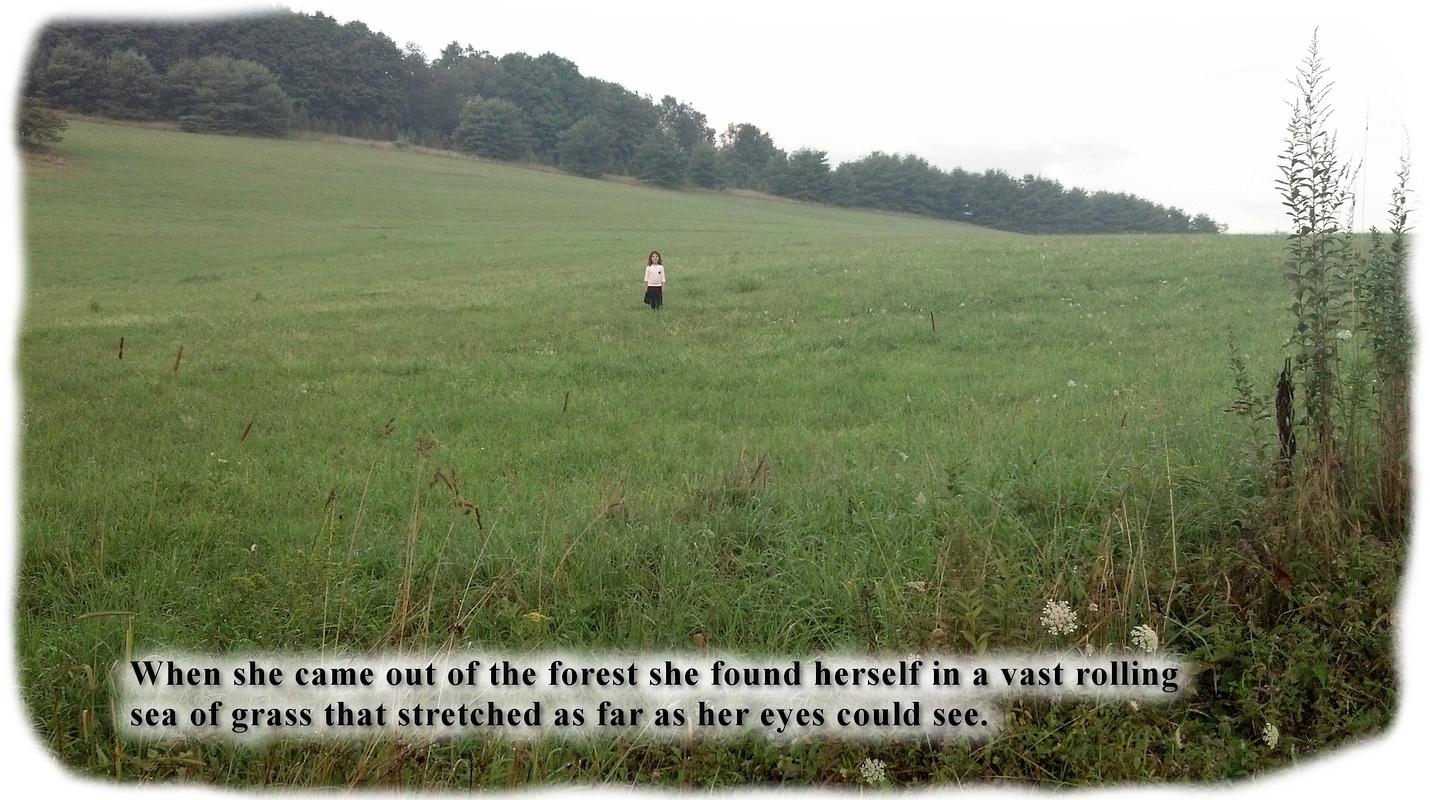 When she came out of the forest she found herself in a vast rolling
sea of grass that stretched as far as her eyes could see.